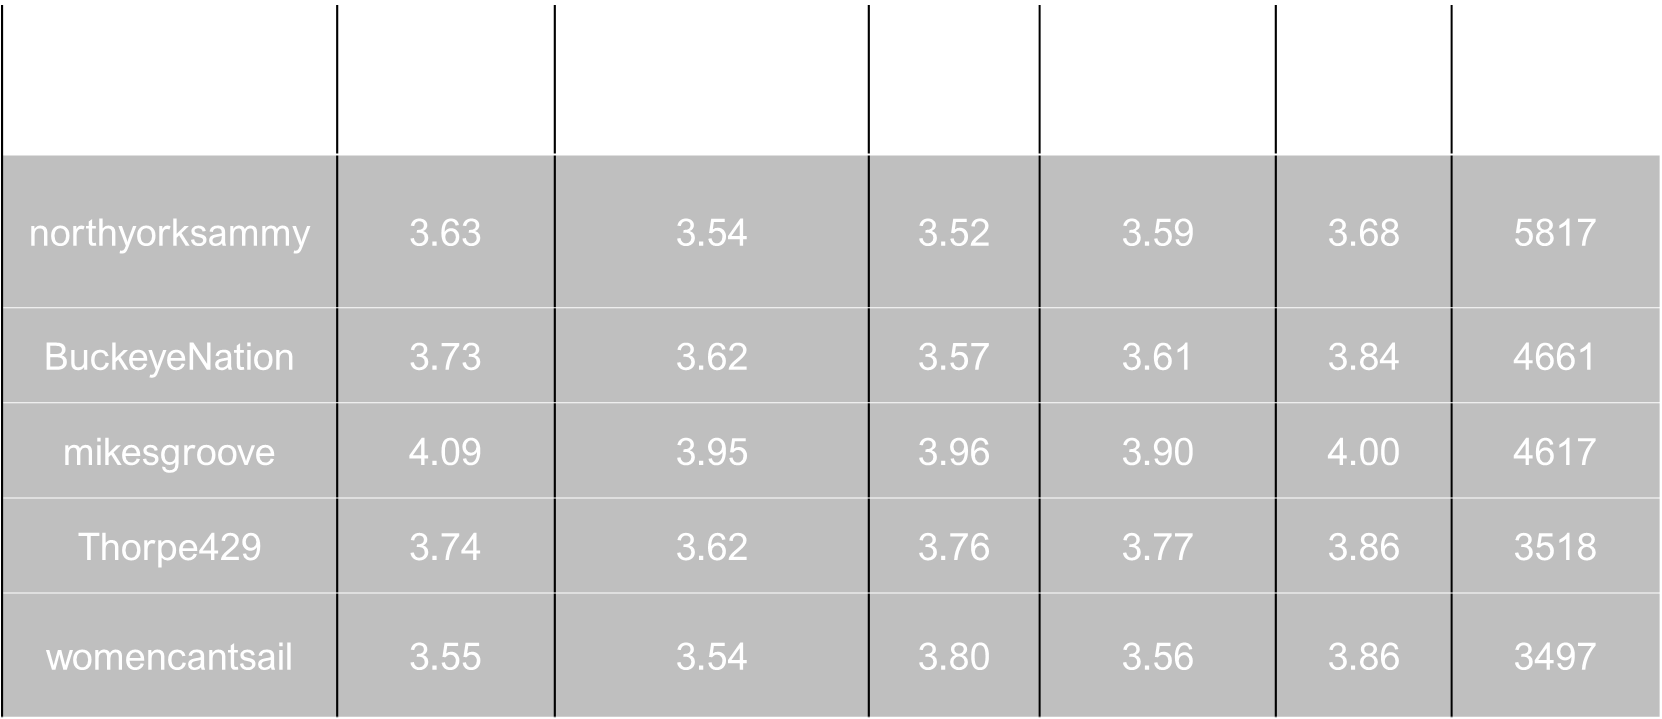 northyorksammy 3.63 3.54 3.52 3.59 3.68 5817
BuckeyeNation 3.73 3.62 3.57 3.61 3.84 4661
mikesgroove 4.09 3.95 3.96 3.90 4.00 4617
Thorpe429 3.74 3.62 3.76 3.77 3.86 3518
womencantsail 3.55 3.54 3.80 3.56 3.86 3497